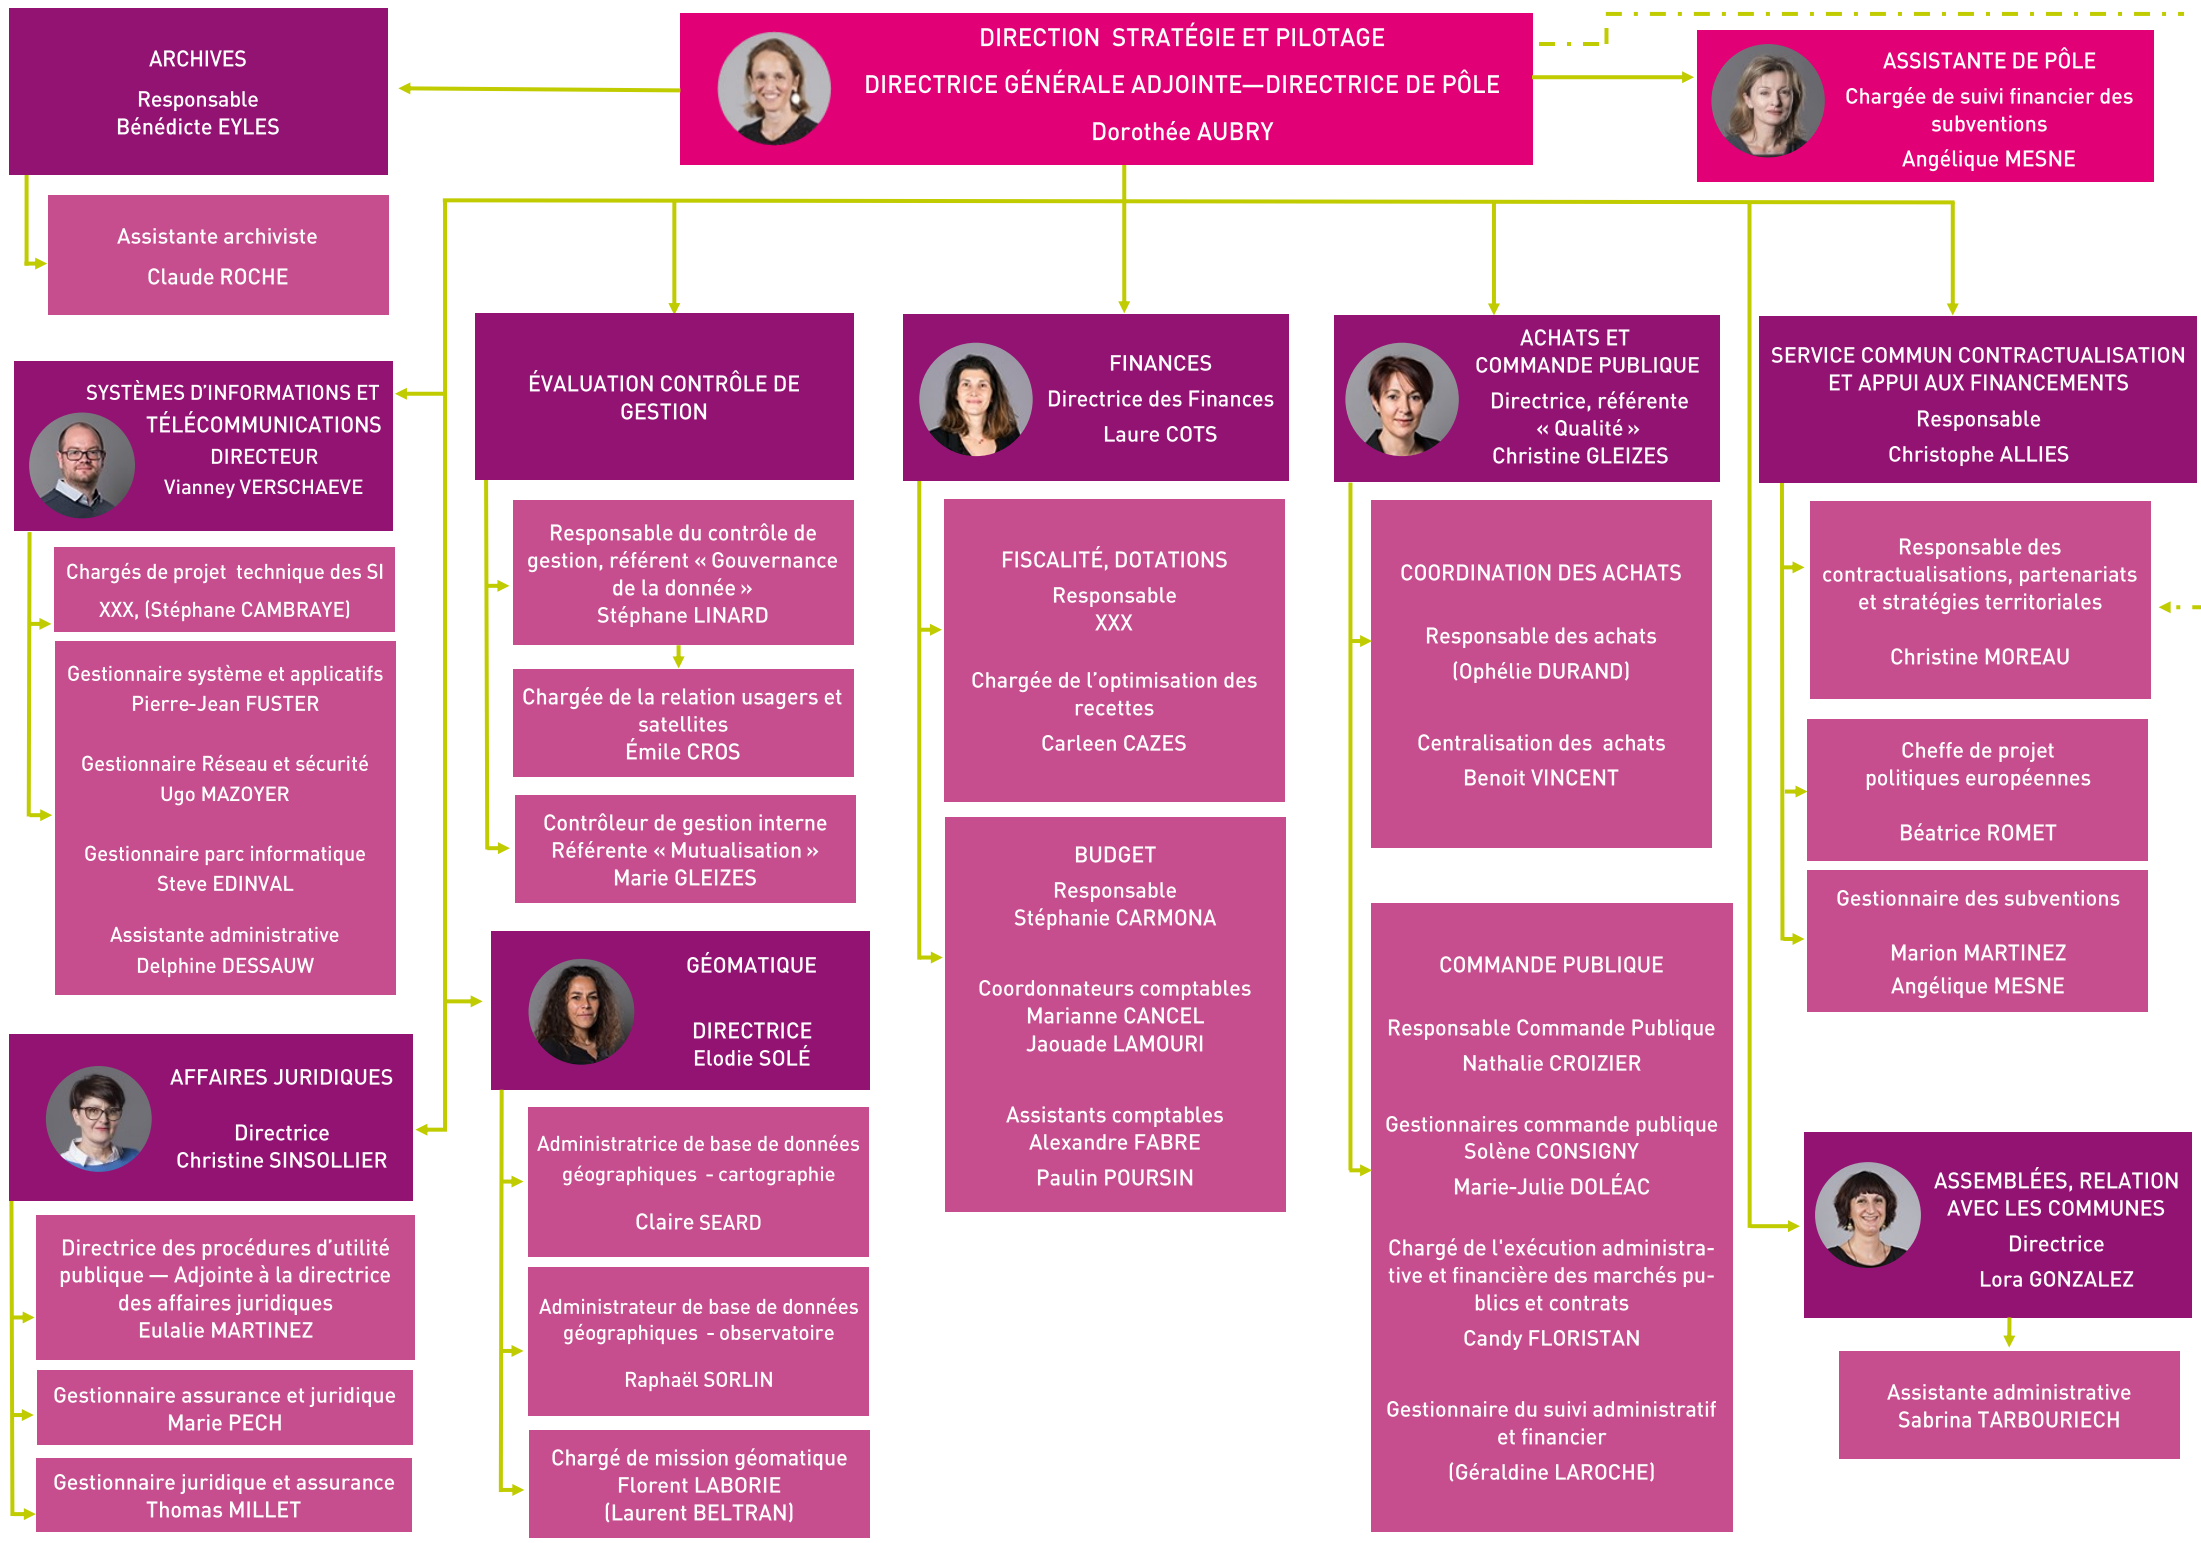 ARCHIVES
Responsable
Bénédicte EYLES
Assistante archiviste
Claude ROCHE
DIRECTION STRATÉGIE ET PILOTAGE
DIRECTRICE GÉNÉRALE ADJOINTE—DIRECTRICE DE PÔLE
Dorothée AUBRY
ASSISTANTE DE PÔLE
Chargée de suivi financier des
subventions
Angélique MESNE
SYSTÈMES D'INFORMATIONS ET
TÉLÉCOMMUNICATIONS
DIRECTEUR
Vianney VERSCHAEVE
Chargés de projet technique des SI
XXX, (Stéphane CAMBRAYE)
Gestionnaire système et applicatifs
Pierre-Jean FUSTER
Gestionnaire Réseau et sécurité
Ugo MAZOYER
Gestionnaire parc informatique
Steve EDINVAL
Assistante administrative
Delphine DESSAUW
AFFAIRES JURIDIQUES
Directrice
Christine SINSOLLIER
Directrice des procédures d'utilité
publique — Adjointe à la directrice
des affaires juridiques
Eulalie MARTINEZ
Gestionnaire assurance et juridique
Marie PECH
Gestionnaire juridique et assurance
Thomas MILLET
ÉVALUATION CONTRÔLE DE
GESTION
Responsable du contrôle de
gestion, référent « Gouvernance
de la donnée »
Stéphane LINARD
Chargée de la relation usagers et
satellites
Émile CROS
Contrôleur de gestion interne
Référente « Mutualisation »
Marie GLEIZES
GÉOMATIQUE
DIRECTRICE
Elodie SOLÉ
Administratrice de base de données
géographiques - cartographie
Claire SEARD
Administrateur de base de données
géographiques - observatoire
Raphaël SORLIN
Chargé de mission géomatique
Florent LABORIE
(Laurent BELTRAN)
FINANCES
Directrice des Finances
Laure COTS
FISCALITÉ, DOTATIONS
Responsable
XXX
Chargée de l'optimisation des
recettes
Carleen CAZES
BUDGET
Responsable
Stéphanie CARMONA
Coordonnateurs comptables
Marianne CANCEL
Jaouade LAMOURI
Assistants comptables
Alexandre FABRE
Paulin POURSIN
ACHATS ET
COMMANDE PUBLIQUE
Directrice, référente
« Qualité »
Christine GLEIZES
COORDINATION DES ACHATS
Responsable des achats
(Ophélie DURAND)
Centralisation des achats
Benoit VINCENT
COMMANDE PUBLIQUE
Responsable Commande Publique
Nathalie CROIZIER
Gestionnaires commande publique
Solène CONSIGNY
Marie-Julie DOLÉAC
Chargé de l'exécution administra-
tive et financière des marchés pu-
blics et contrats
Candy FLORISTAN
Gestionnaire du suivi administratif
et financier
(Géraldine LAROCHE)
SERVICE COMMUN CONTRACTUALISATION
ET APPUI AUX FINANCEMENTS
Responsable
Christophe ALLIES
Responsable des
contractualisations, partenariats
et stratégies territoriales
Christine MOREAU
Cheffe de projet
politiques européennes
Béatrice ROMET
Gestionnaire des subventions
Marion MARTINEZ
Angélique MESNE
ASSEMBLÉES, RELATION
AVEC LES COMMUNES
Directrice
Lora GONZALEZ
Assistante administrative
Sabrina TARBOURIECH